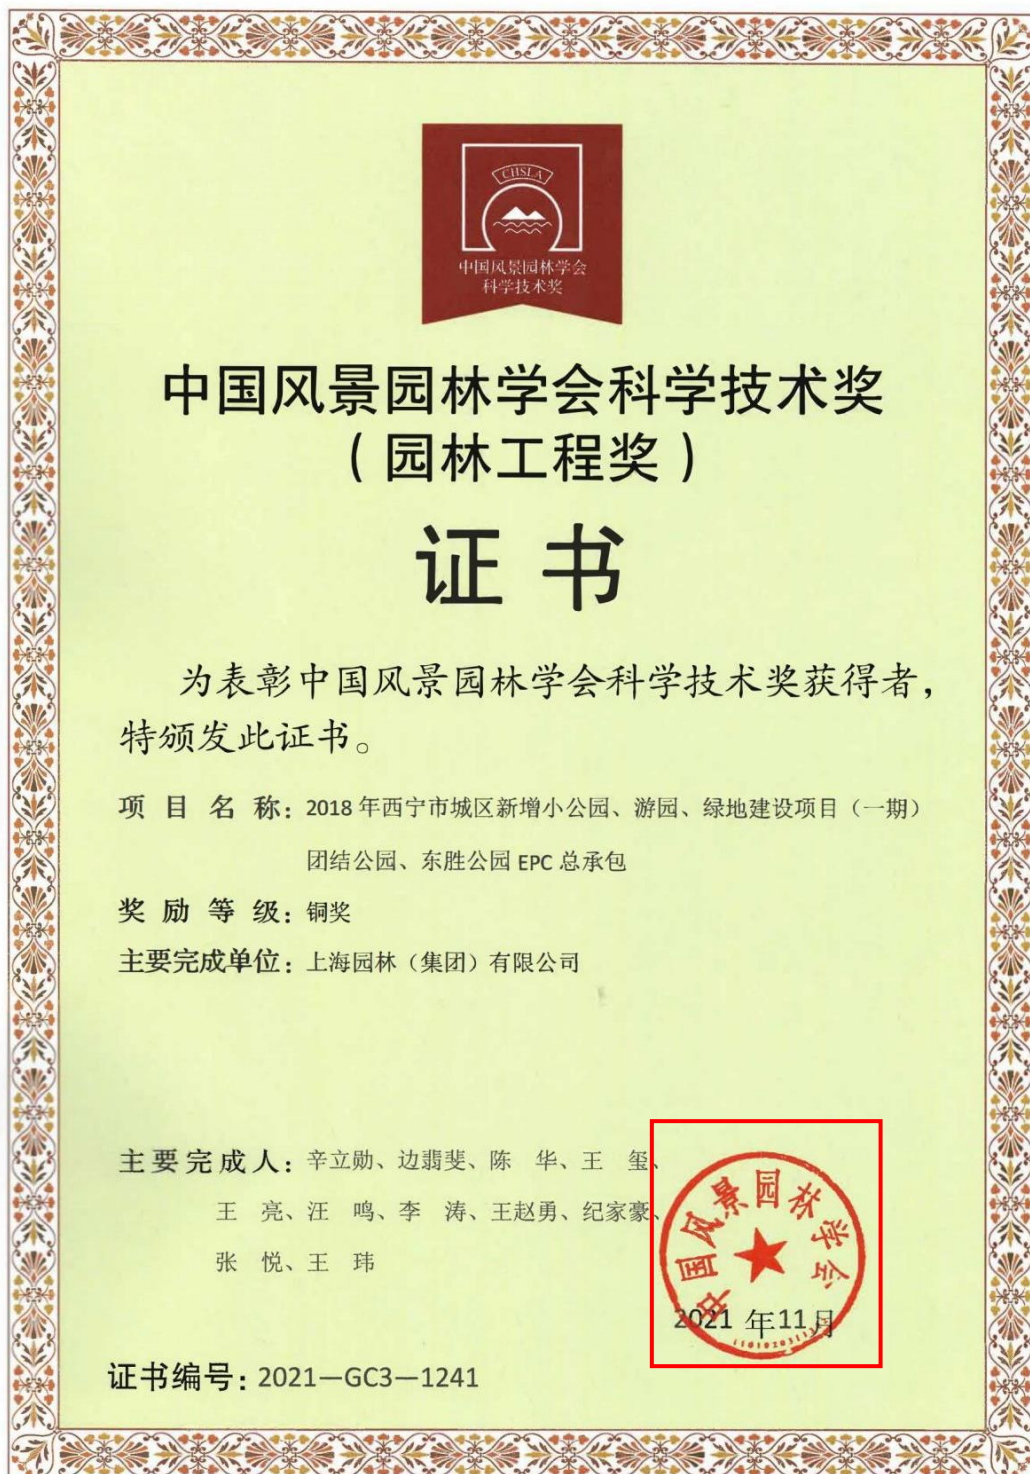 CHSLA
中国风景园林学会
科学技术奖
中国风景园林学会科学技术奖
（园林工程奖）
证书
为表彰中国风景园林学会科学技术奖获得者，
特颁发此证书。
项目名称：2018年西宁市城区新增小公园、游园、绿地建设项目（一期）
团结公园、东胜公园EPC总承包
奖励等级：铜奖
主要完成单位：上海园林（集团）有限公司
主要完成人：辛立勋、边翡斐、陈 华、王 玺、
王 亮、汪 鸣、李 涛、王赵勇、纪家豪、
张 悦、王 玮
中国风景园林学会
2021年11月
证书编号：2021—GC3—1241